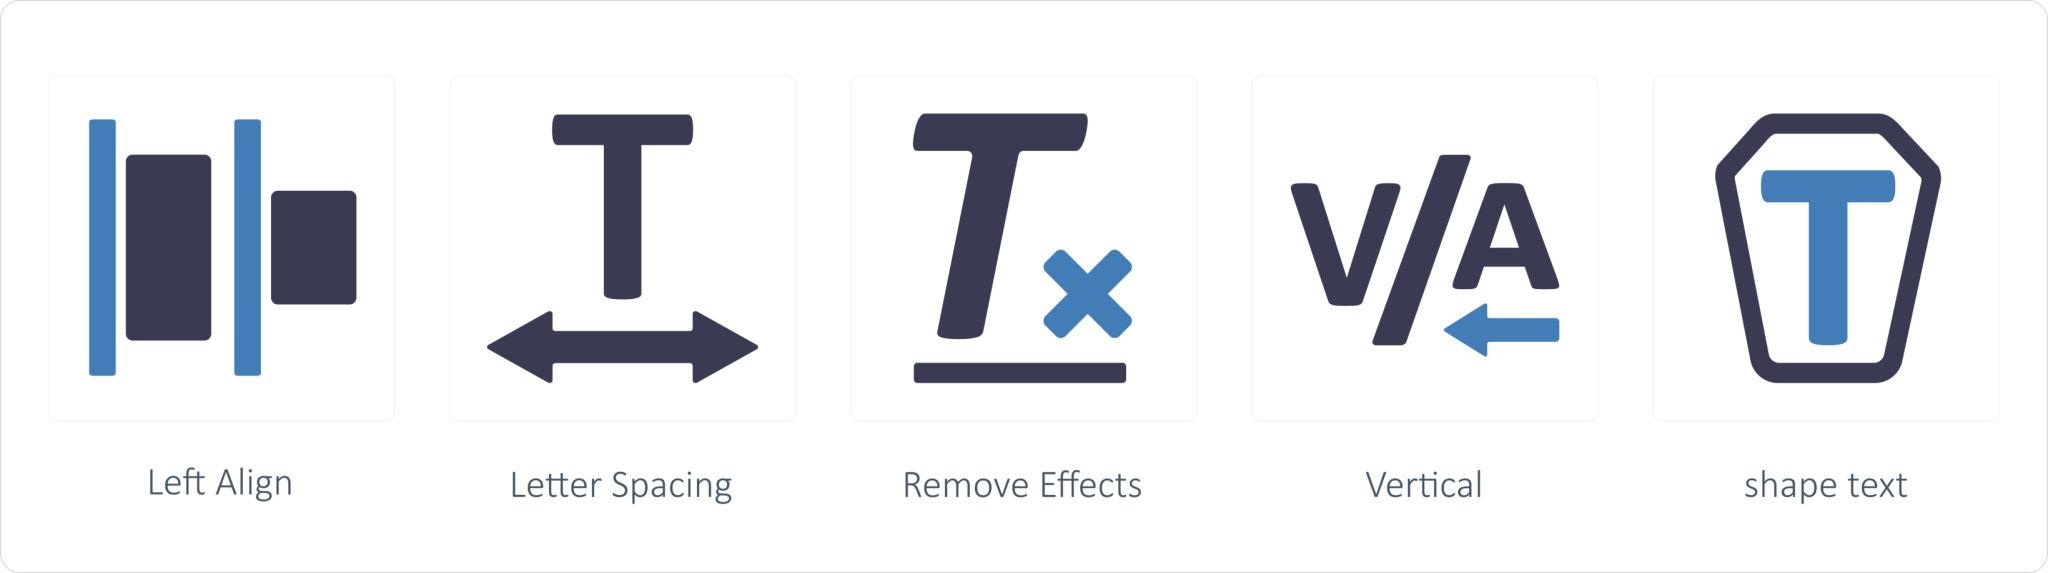 T
T
x
V/A
T
Left Align
Letter Spacing
Remove Effects
Vertical
shape text